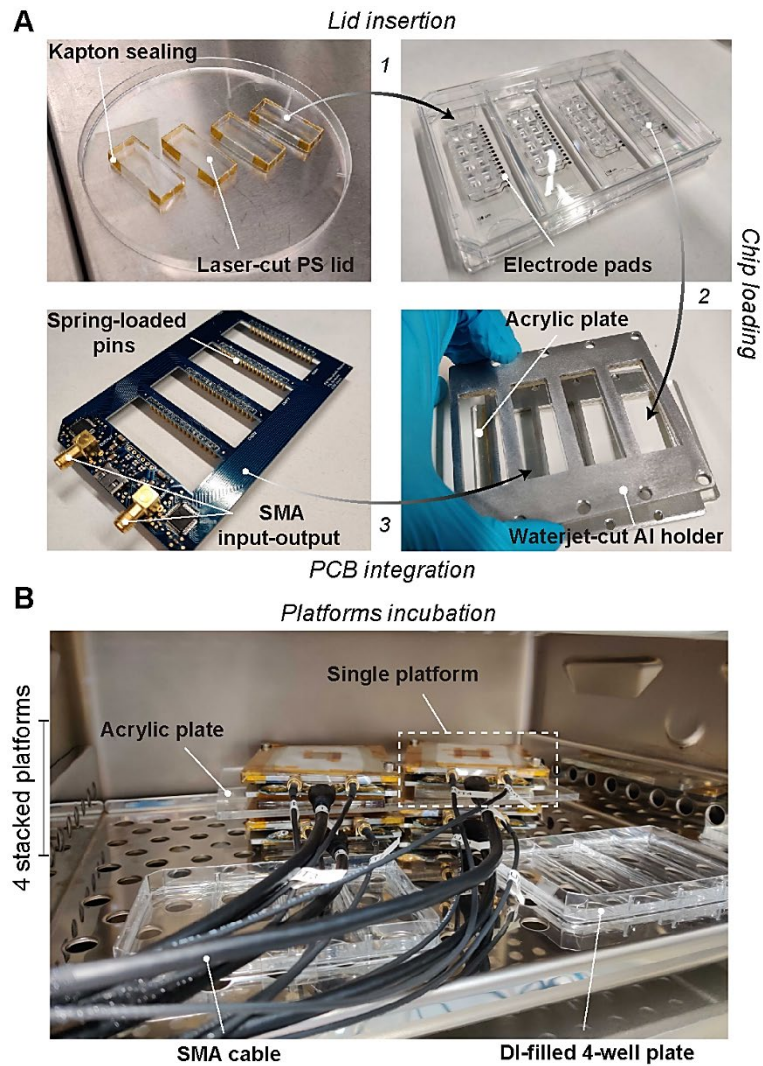 A
Lid insertion
Kapton sealing
1
Laser-cut PS lid
Electrode pads
Chip loading
2
Spring-loaded
pins
Acrylic plate
SMA
input-output
3
Waterjet-cut Al holder
PCB integration
B
Platforms incubation
4 stacked platforms
Single platform
Acrylic plate
SMA cable
DI-filled 4-well plate